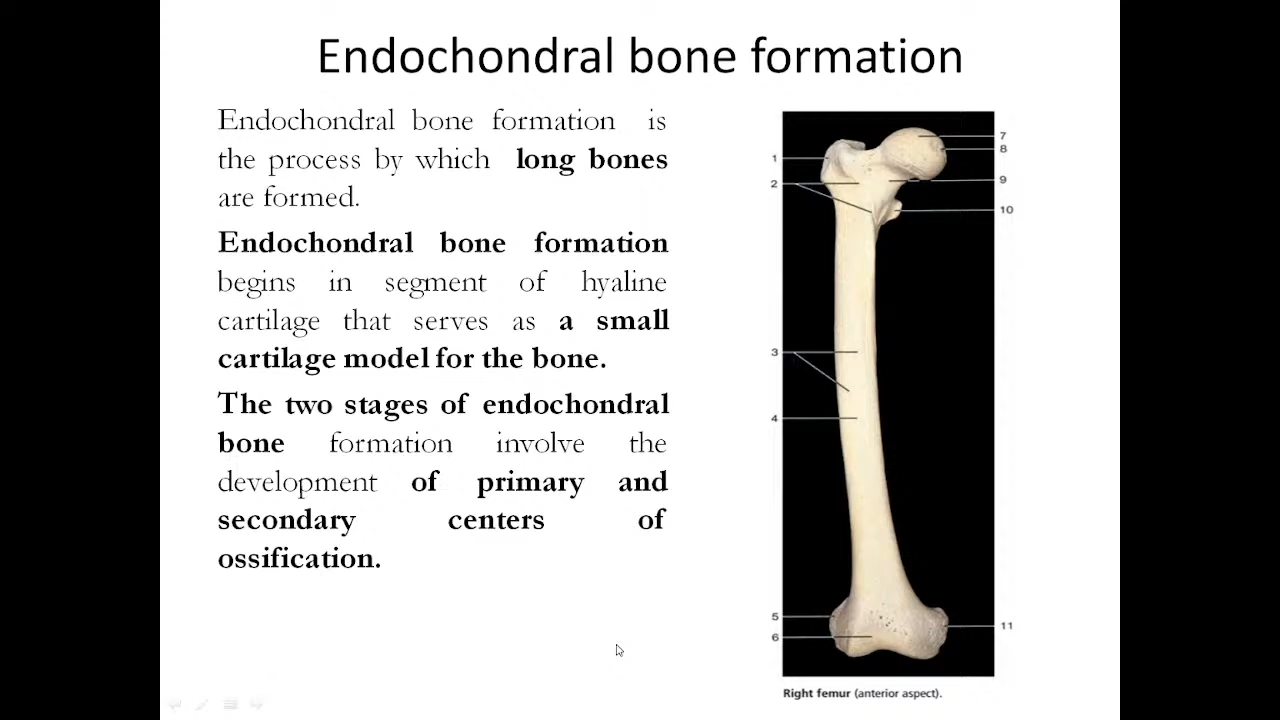 Endochondral bone formation
Endochondral bone formation is
the process by which long bones
are formed.
Endochondral bone formation
begins in segment of hyaline
cartilage that serves as a small
cartilage model for the bone.
The two stages of endochondral
bone formation involve the
development of primary and
secondary centers of
ossification.
1
2
3
4
5
6
7
8
9
10
11
Right femur (anterior aspect).